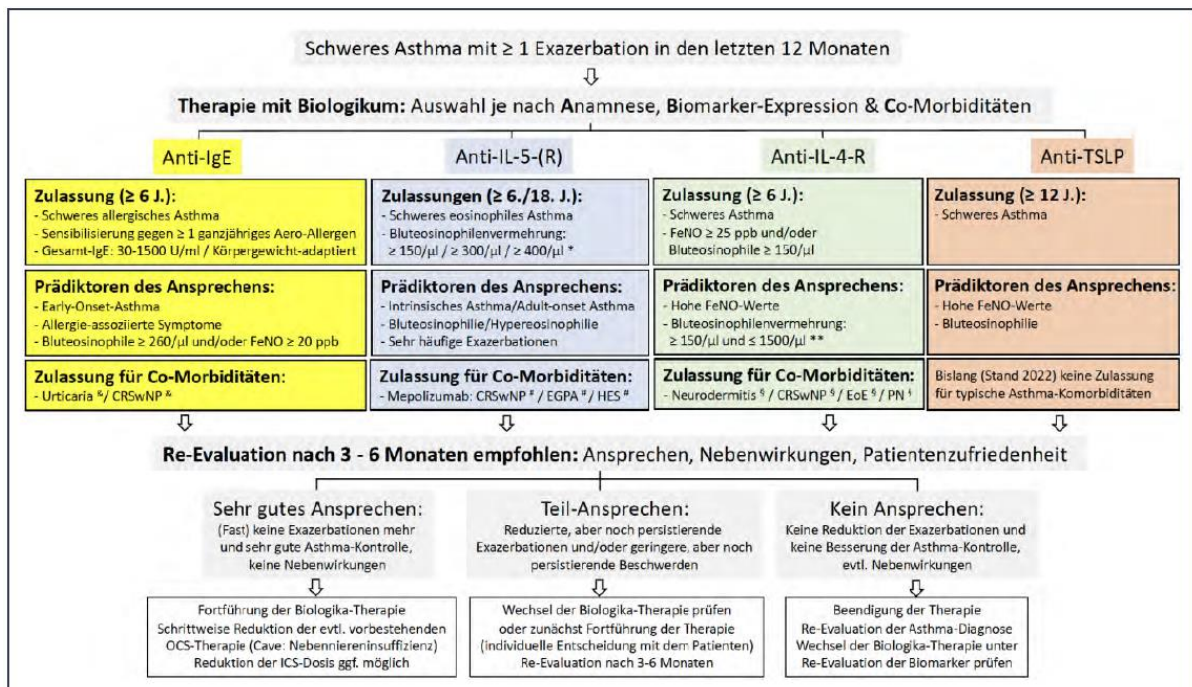 Schweres Asthma mit ≥ 1 Exazerbation in den letzten 12 Monaten
Therapie mit Biologikum: Auswahl je nach Anamnese, Biomarker-Expression & Co-Morbiditäten
Anti-IgE
Zulassung (≥ 6 J.):
- Schweres allergisches Asthma
- Sensibilisierung gegen ≥ 1 ganzjähriges Aero-Allergen
- Gesamt-IgE: 30-1500 U/ml / Körpergewicht-adaptiert
Prädiktoren des Ansprechens:
- Early-Onset-Asthma
- Allergie-assoziierte Symptome
- Bluteosinophile ≥ 260/µl und/oder FeNO ≥ 20 ppb
Zulassung für Co-Morbiditäten:
- Urticaria &/ CRSwNP &
Anti-IL-5-(R)
Zulassungen (≥ 6./18. J.):
- Schweres eosinophiles Asthma
- Bluteosinophilenvermehrung:
≥ 150/µl / ≥ 300/µl / ≥ 400/µl *
Prädiktoren des Ansprechens:
- Intrinsisches Asthma/Adult-onset Asthma
- Bluteosinophilie/Hypereosinophilie
- Sehr häufige Exazerbationen
Zulassung für Co-Morbiditäten:
- Mepolizumab: CRSwNP #/ EGPA #/ HES #
Anti-IL-4-R
Zulassung (≥ 6 J.):
- Schweres Asthma
- FeNO ≥ 25 ppb und/oder
Bluteosinophile ≥ 150/µl
Prädiktoren des Ansprechens:
- Hohe FeNO-Werte
- Bluteosinophilenvermehrung:
≥ 150/µl und ≤ 1500/µl **
Zulassung für Co-Morbiditäten:
- Neurodermitis § / CRSwNP § / EoE § / PN §
Anti-TSLP
Zulassung (≥ 12 J.):
- Schweres Asthma
Prädiktoren des Ansprechens:
- Hohe FeNO-Werte
- Bluteosinophilie
Bislang (Stand 2022) keine Zulassung
für typische Asthma-Komorbiditäten
Re-Evaluation nach 3 - 6 Monaten empfohlen: Ansprechen, Nebenwirkungen, Patientenzufriedenheit
Sehr gutes Ansprechen:
(Fast) keine Exazerbationen mehr
und sehr gute Asthma-Kontrolle,
keine Nebenwirkungen
Fortführung der Biologika-Therapie
Schrittweise Reduktion der evtl. vorbestehenden
OCS-Therapie (Cave: Nebenniereninsuffizienz)
Reduktion der ICS-Dosis ggf. möglich
Teil-Ansprechen:
Reduzierte, aber noch persistierende
Exazerbationen und/oder geringere, aber noch
persistierende Beschwerden
Wechsel der Biologika-Therapie prüfen
oder zunächst Fortführung der Therapie
(individuelle Entscheidung mit dem Patienten)
Re-Evaluation nach 3-6 Monaten
Kein Ansprechen:
Keine Reduktion der Exazerbationen und
keine Besserung der Asthma-Kontrolle,
evtl. Nebenwirkungen
Beendigung der Therapie
Re-Evaluation der Asthma-Diagnose
Wechsel der Biologika-Therapie unter
Re-Evaluation der Biomarker prüfen